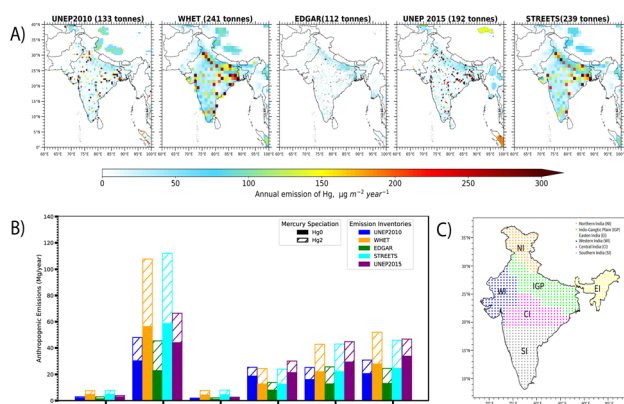 A)
UNEP2010 (133 tonnes)
WHET (241 tonnes)
EDGAR(112 tonnes)
UNEP 2015 (192 tonnes)
STREETS(239 tonnes)
40°N
35°N
30°N
25°N
20°N
15°N
10°N
5°N
0°
65°E 70°E 75°E 80°E 85°E 90°E 95°E 100°E
0 50 100 150 200 250 300
Annual emission of Hg, μg m⁻² year⁻¹
B)
Anthropogenic Emissions (Mg/year)
140
120
100
80
60
40
20
0
Mercury Speciation
Hg0
Hg2
Emission Inventories
UNEP2010
WHET
EDGAR
STREETS
UNEP2015
C)
Northern India (NI)
Indo Gangtic Plain (IGP)
Eastern India (EI)
Western India (WI)
Central India (CI)
Southern India (SI)
35°N
30°N
25°N
20°N
15°N
10°N
NI
IGP
WI
EI
CI
SI